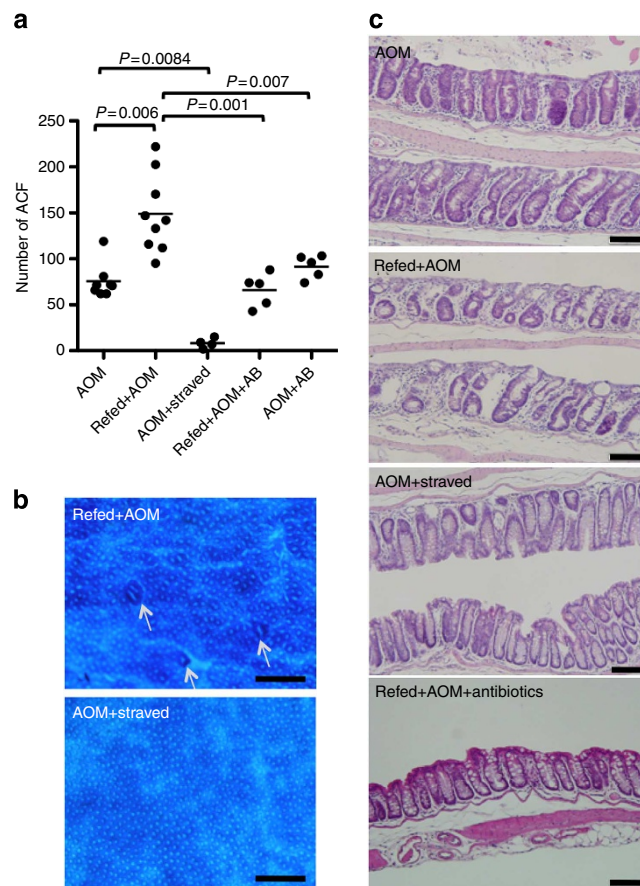 a
P=0.0084
P=0.007
P=0.006
P=0.001
250
200
150
100
50
0
Number of ACF
AOM
Refed+AOM
AOM+straved
Refed+AOM+AB
AOM+AB
b
Refed+AOM
AOM+straved
c
AOM
Refed+AOM
AOM+straved
Refed+AOM+antibiotics